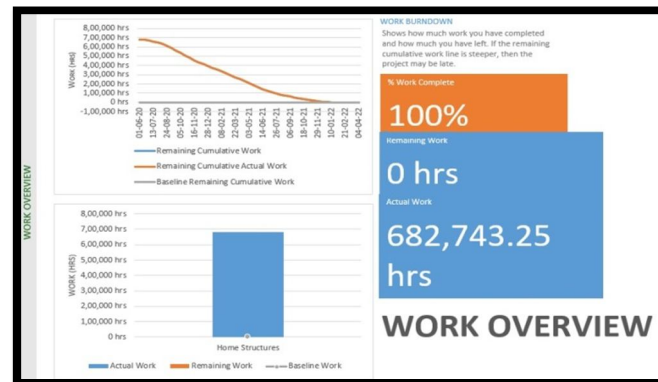 WORK OVERVIEW
8,00,000 hrs
7,00,000 hrs
6,00,000 hrs
5,00,000 hrs
4,00,000 hrs
3,00,000 hrs
2,00,000 hrs
1,00,000 hrs
0 hrs
-1,00,000 hrs
WORK (HRS)
01-06-20
13-07-20
24-08-20
05-10-20
16-11-20
28-12-20
08-02-21
22-03-21
03-05-21
14-06-21
26-07-21
06-09-21
18-10-21
29-11-21
10-01-22
21-02-22
04-04-22
Remaining Cumulative Work
Remaining Cumulative Actual Work
Baseline Remaining Cumulative Work
WORK BURNDOWN
Shows how much work you have completed
and how much you have left. If the remaining
cumulative work line is steeper, then the
project may be late.
% Work Complete
100%
Remaining Work
0 hrs
Actual Work
682,743.25
hrs
8,00,000 hrs
7,00,000 hrs
6,00,000 hrs
5,00,000 hrs
4,00,000 hrs
3,00,000 hrs
2,00,000 hrs
1,00,000 hrs
0 hrs
WORK (HRS)
Home Structures
Actual Work
Remaining Work
Baseline Work
WORK OVERVIEW